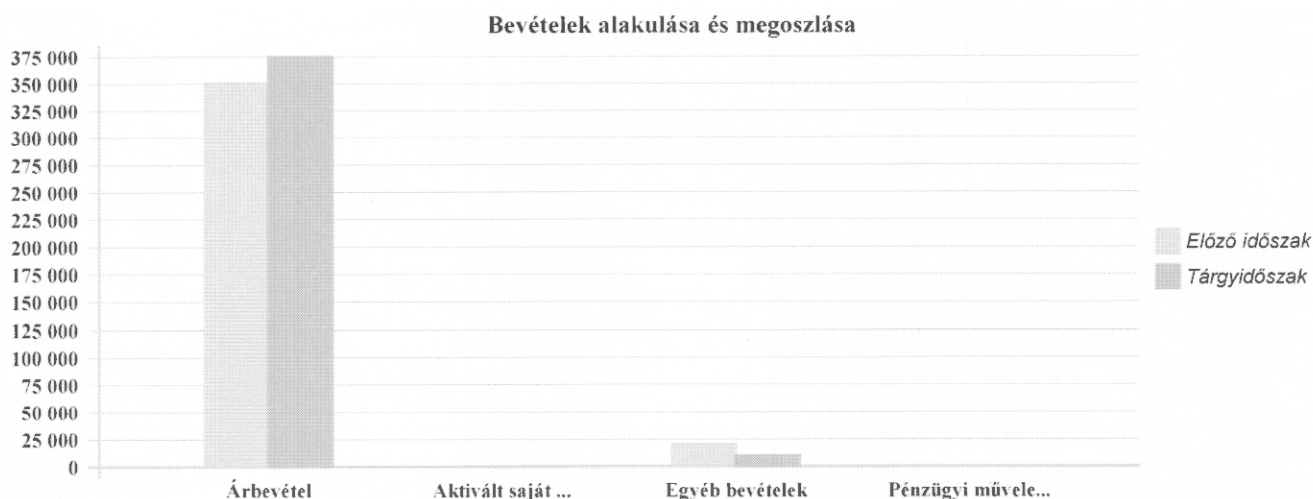 Bevételek alakulása és megoszlása
375 000
350 000
325 000
300 000
275 000
250 000
225 000
200 000
175 000
150 000
125 000
100 000
75 000
50 000
25 000
0
Árbevétel
Aktivált saját ...
Egyéb bevételek
Pénzügyi művele...
Előző időszak
Tárgyidőszak